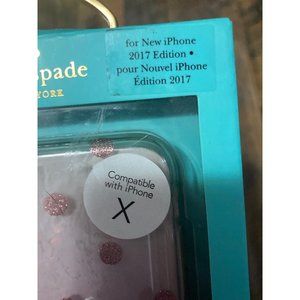 for New iPhone
2017 Edition •
pour Nouvel iPhone
Édition 2017
spade
YORK
Compatible
with iPhone
X